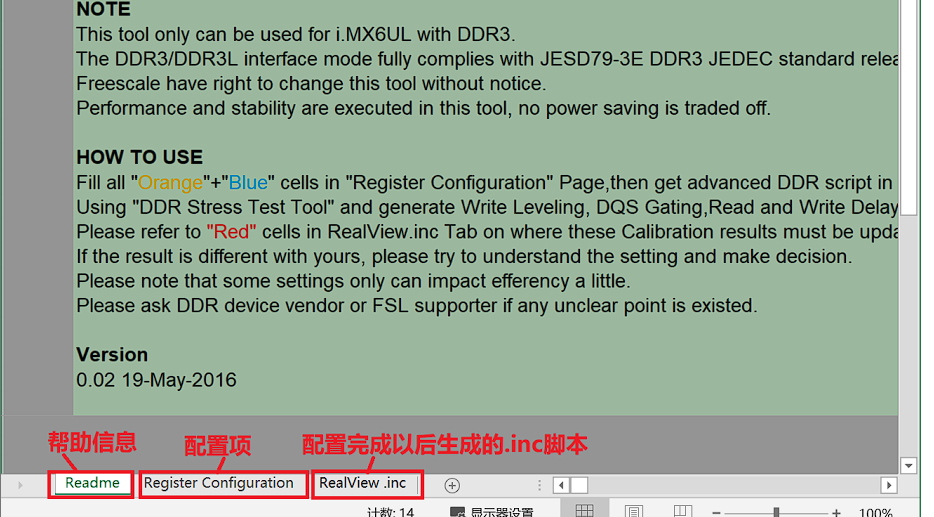 NOTE
This tool only can be used for i.MX6UL with DDR3.
The DDR3/DDR3L interface mode fully complies with JESD79-3E DDR3 JEDEC standard relea
Freescale have right to change this tool without notice.
Performance and stability are executed in this tool, no power saving is traded off.
HOW TO USE
Fill all "Orange"+"Blue" cells in "Register Configuration" Page,then get advanced DDR script in
Using "DDR Stress Test Tool" and generate Write Leveling, DQS Gating,Read and Write Delay
Please refer to "Red" cells in RealView.inc Tab on where these Calibration results must be upda
If the result is different with yours, please try to understand the setting and make decision.
Please note that some settings only can impact efferency a little.
Please ask DDR device vendor or FSL supporter if any unclear point is existed.
Version
0.02 19-May-2016
帮助信息 配置项 配置完成以后生成的.inc脚本
Readme Register Configuration RealView .inc
计数: 14 显示器设置 100%